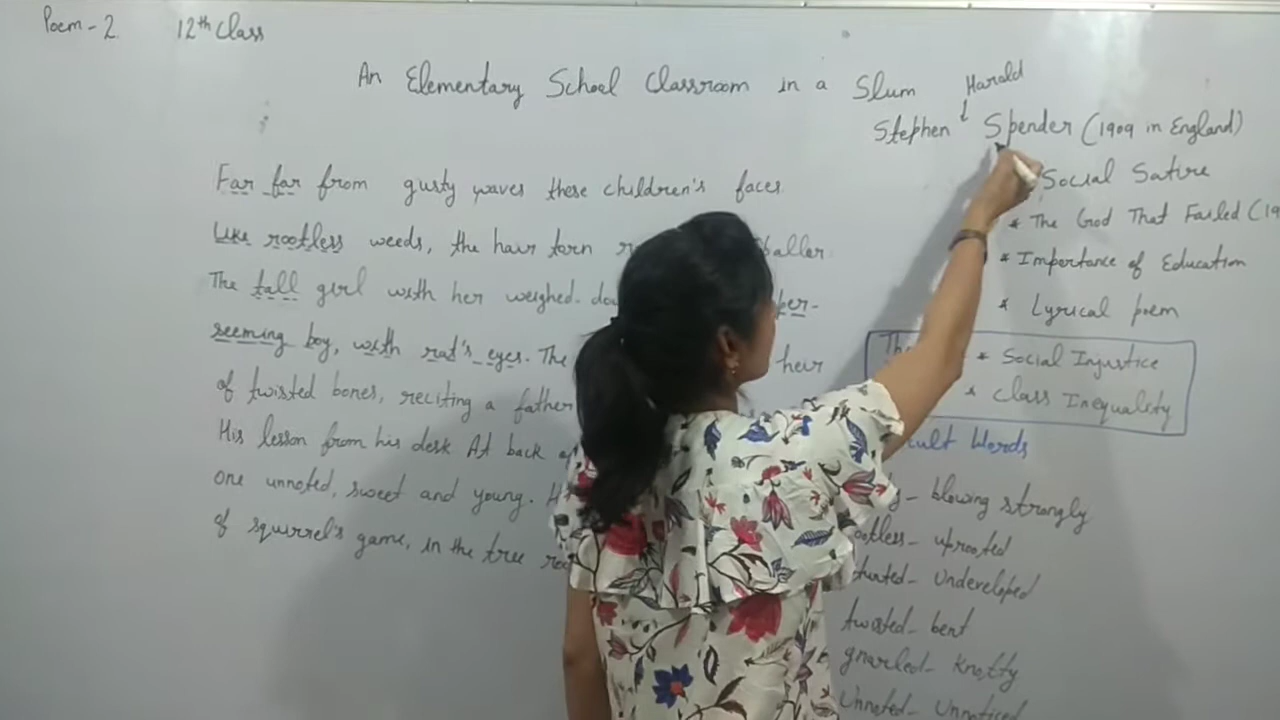 Poem - 2 12th Class
An Elementary School Classroom in a Slum
Harold
Stephen Spender (1909 in England)
Far far from gusty waves these children's faces.
Like rootless weeds, the hair torn
The tall girl with her weighed-
seeming boy, with rat's eyes. The
of twisted bones, reciting a father
His lesson from his desk At back
one unnoted, sweet and young.
of squirrel's game, in the tree
Social Satire
* The God That Failed
* Importance of Education
* Lyrical poem
* Social Injustice
* Class Inequality
Words
- blowing strongly
- uprooted
- Undeveloped
twisted - bent
gnarled - Knotty
Unnoted - Unnoticed